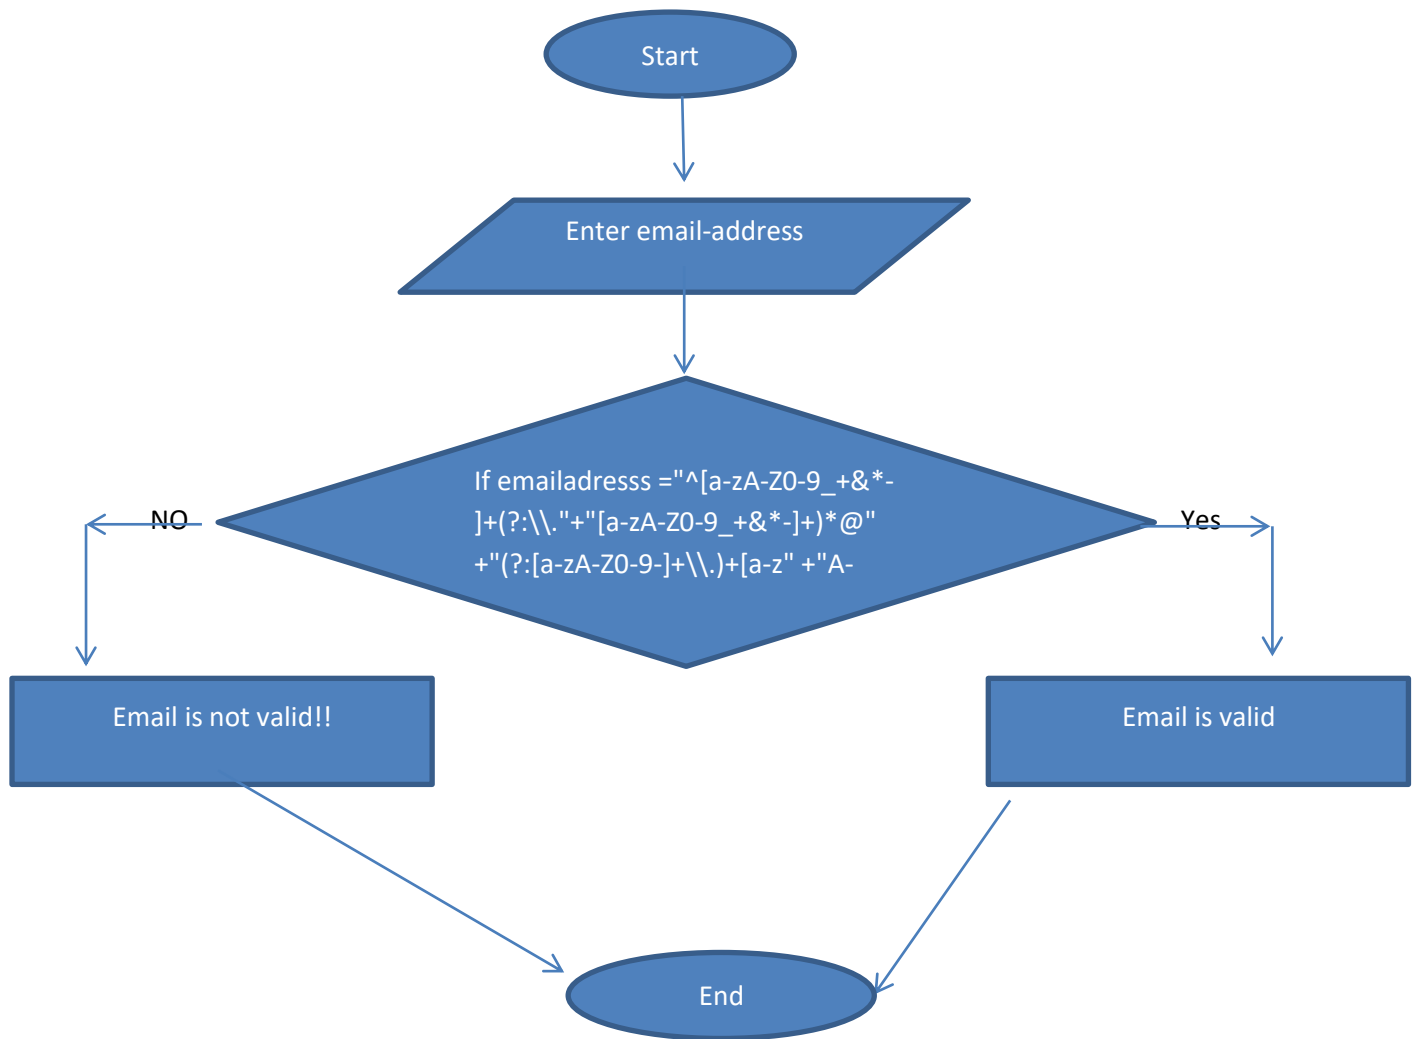 Start
Enter email-address
If emailadresss ="^[a-zA-Z0-9_+&*-
]+(?:\\."+"[a-zA-Z0-9_+&*-]+)*@"
+"(?:[a-zA-Z0-9-]+\\.)+[a-z" +"A-
NO
Yes
Email is not valid!!
Email is valid
End